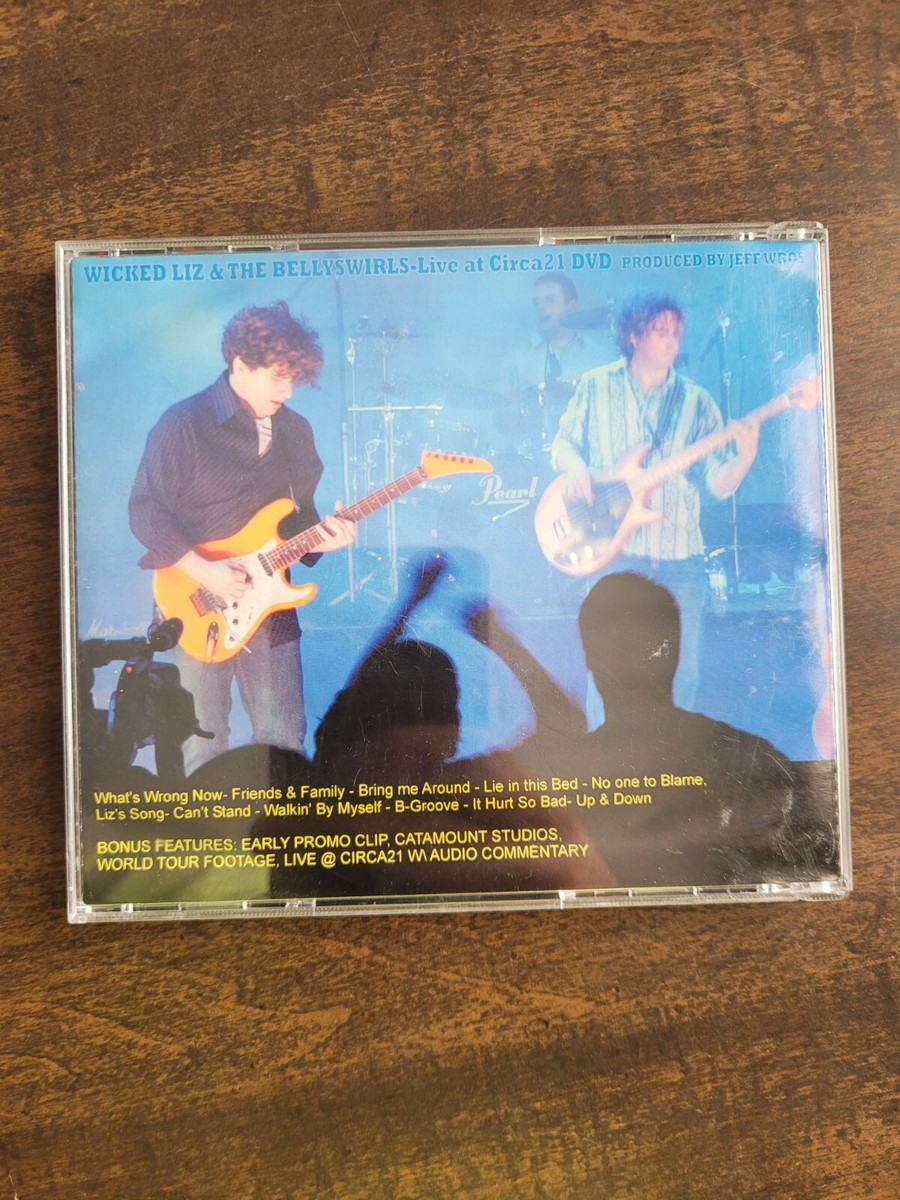 WICKED LIZ & THE BELLYSWIRLS-Live at Circa21 DVD PRODUCED BY JEFF
Pearl
What's Wrong Now- Friends & Family - Bring me Around - Lie in this Bed - No one to Blame,
Liz's Song- Can't Stand - Walkin' By Myself - B-Groove - It Hurt So Bad- Up & Down
BONUS FEATURES: EARLY PROMO CLIP, CATAMOUNT STUDIOS,
WORLD TOUR FOOTAGE, LIVE @ CIRCA21 W\ AUDIO COMMENTARY